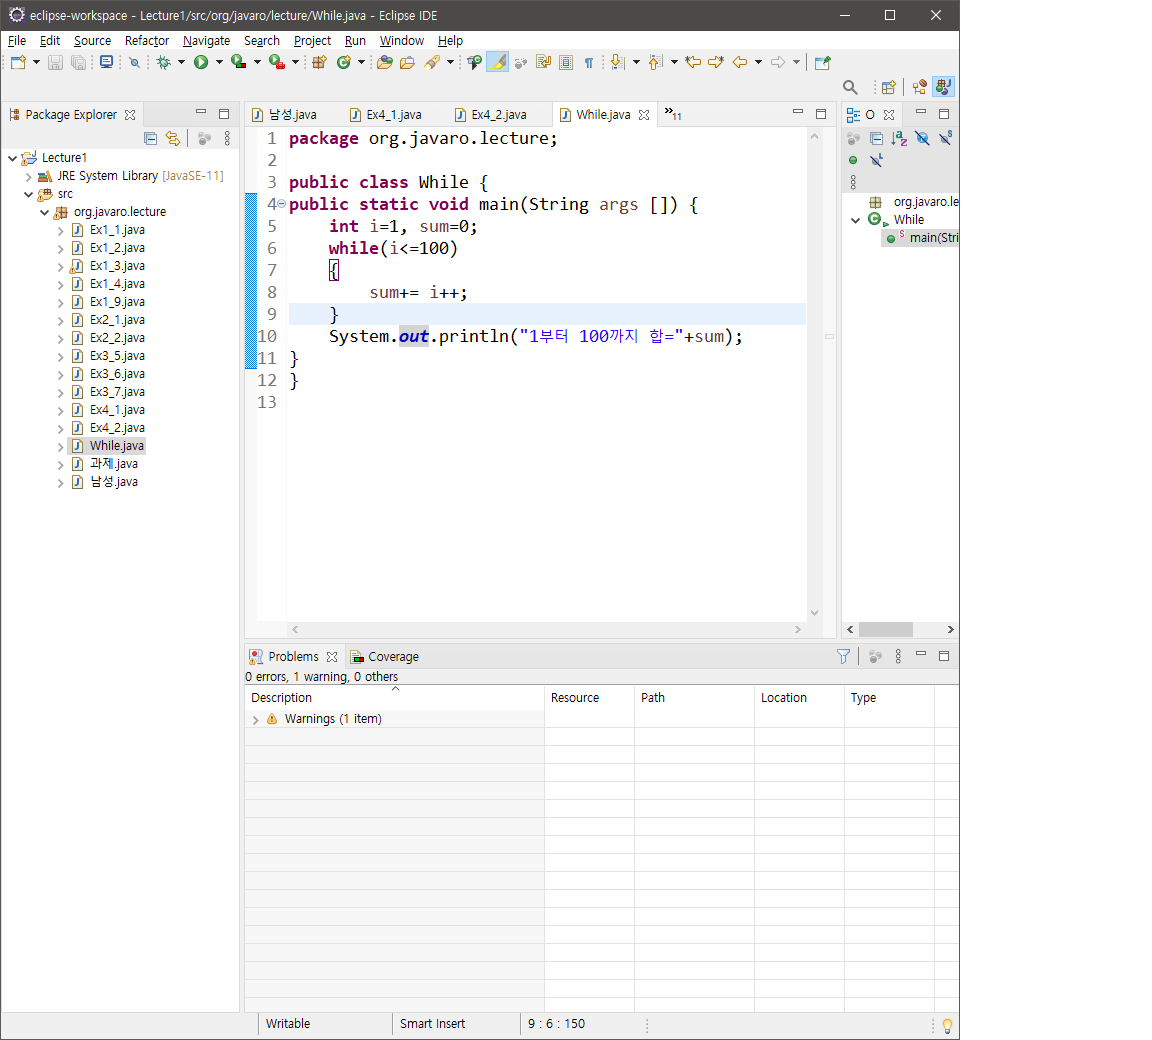 eclipse-workspace - Lecture1/src/org/javaro/lecture/While.java - Eclipse IDE
File Edit Source Refactor Navigate Search Project Run Window Help
Package Explorer
Lecture1
JRE System Library [JavaSE-11]
src
org.javaro.lecture
Ex1_1.java
Ex1_2.java
Ex1_3.java
Ex1_4.java
Ex1_9.java
Ex2_1.java
Ex2_2.java
Ex3_5.java
Ex3_6.java
Ex3_7.java
Ex4_1.java
Ex4_2.java
While.java
과제.java
남성.java
남성.java Ex4_1.java Ex4_2.java While.java »11
1 package org.javaro.lecture;
2
3 public class While {
4 public static void main(String args []) {
5 int i=1, sum=0;
6 while(i<=100)
7 {
8 sum+= i++;
9 }
10 System.out.println("1부터 100까지 합="+sum);
11 }
12 }
13
O
org.javaro.le
While
main(Stri
Problems Coverage
0 errors, 1 warning, 0 others
Description Resource Path Location Type
Warnings (1 item)
Writable Smart Insert 9 : 6 : 150